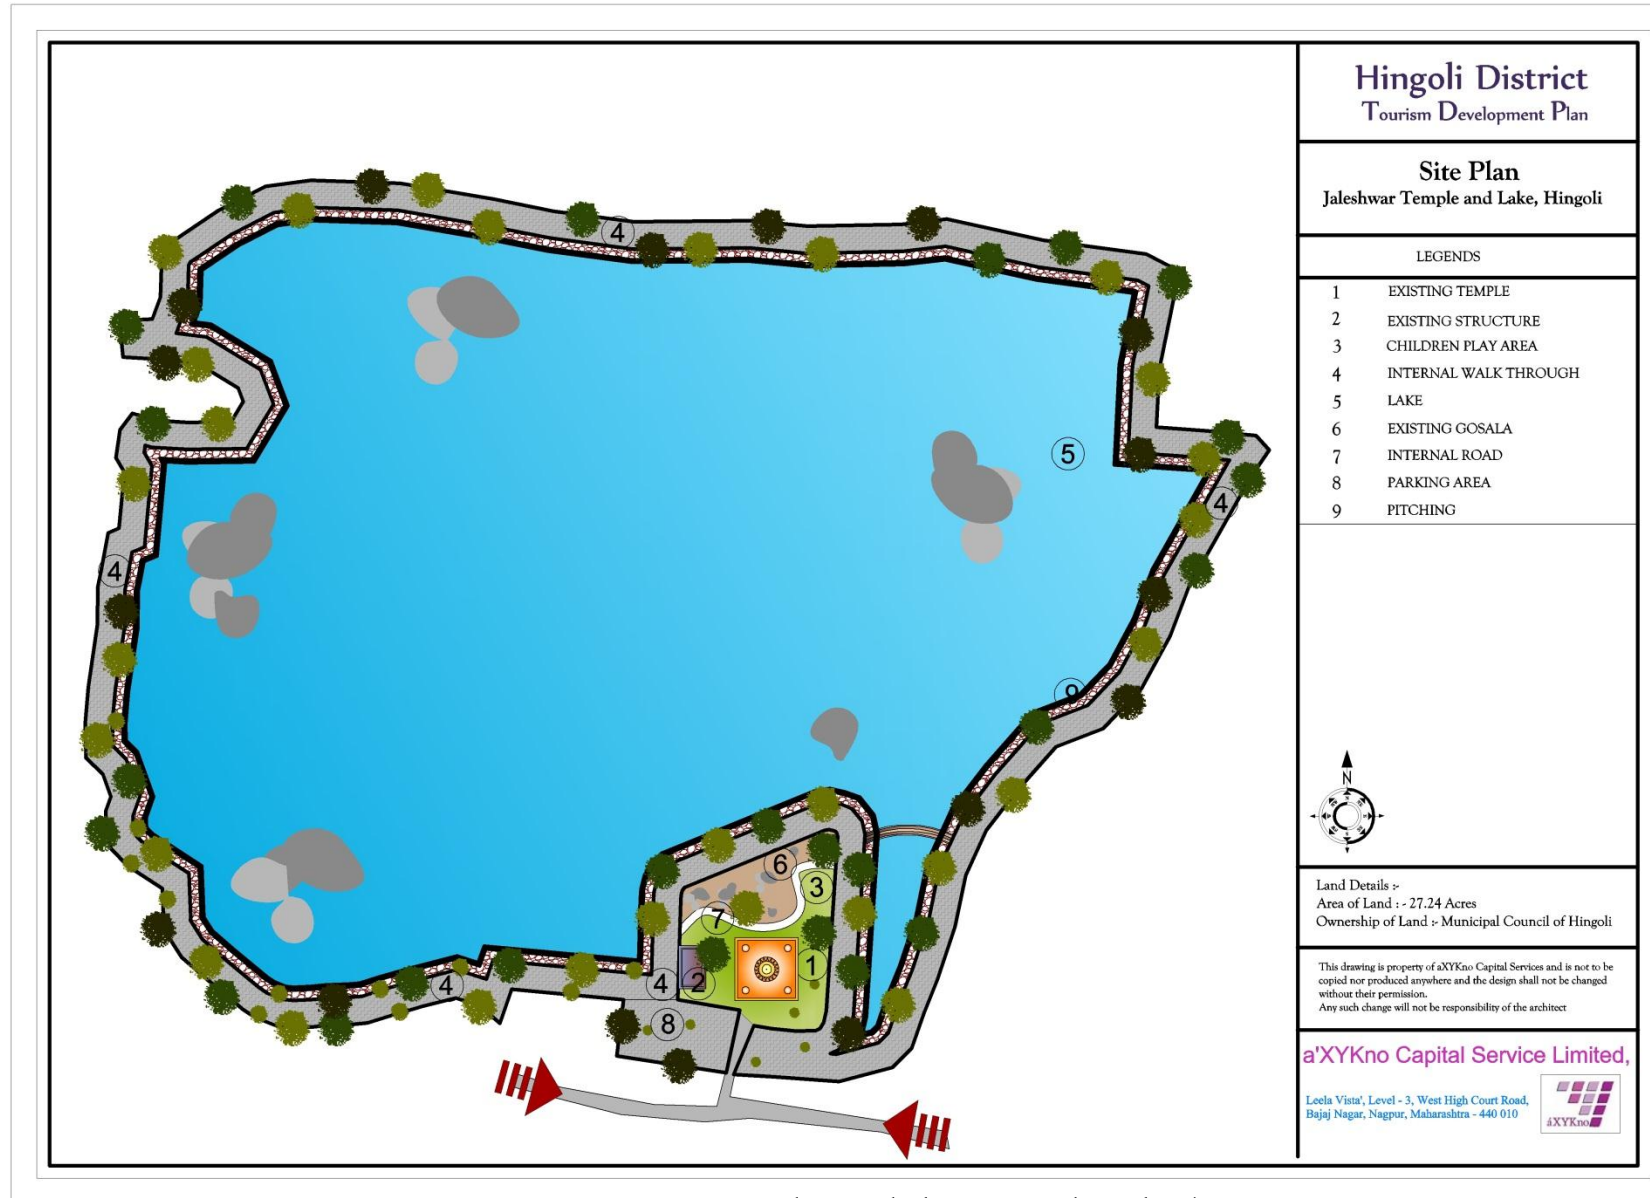 Hingoli District
Tourism Development Plan
Site Plan
Jaleshwar Temple and Lake, Hingoli
LEGENDS
1 EXISTING TEMPLE
2 EXISTING STRUCTURE
3 CHILDREN PLAY AREA
4 INTERNAL WALK THROUGH
5 LAKE
6 EXISTING GOSALA
7 INTERNAL ROAD
8 PARKING AREA
9 PITCHING
4
5
4
4
9
6
3
7
1
4
4
2
8
N
Land Details :-
Area of Land : - 27.24 Acres
Ownership of Land :- Municipal Council of Hingoli
This drawing is property of aXYKno Capital Services and is not to be
copied nor produced anywhere and the design shall not be changed
without their permission.
Any such change will not be responsibility of the architect
a'XYKno Capital Service Limited,
Leela Vista', Level - 3, West High Court Road,
Bajaj Nagar, Nagpur, Maharashtra - 440 010
áXYKno